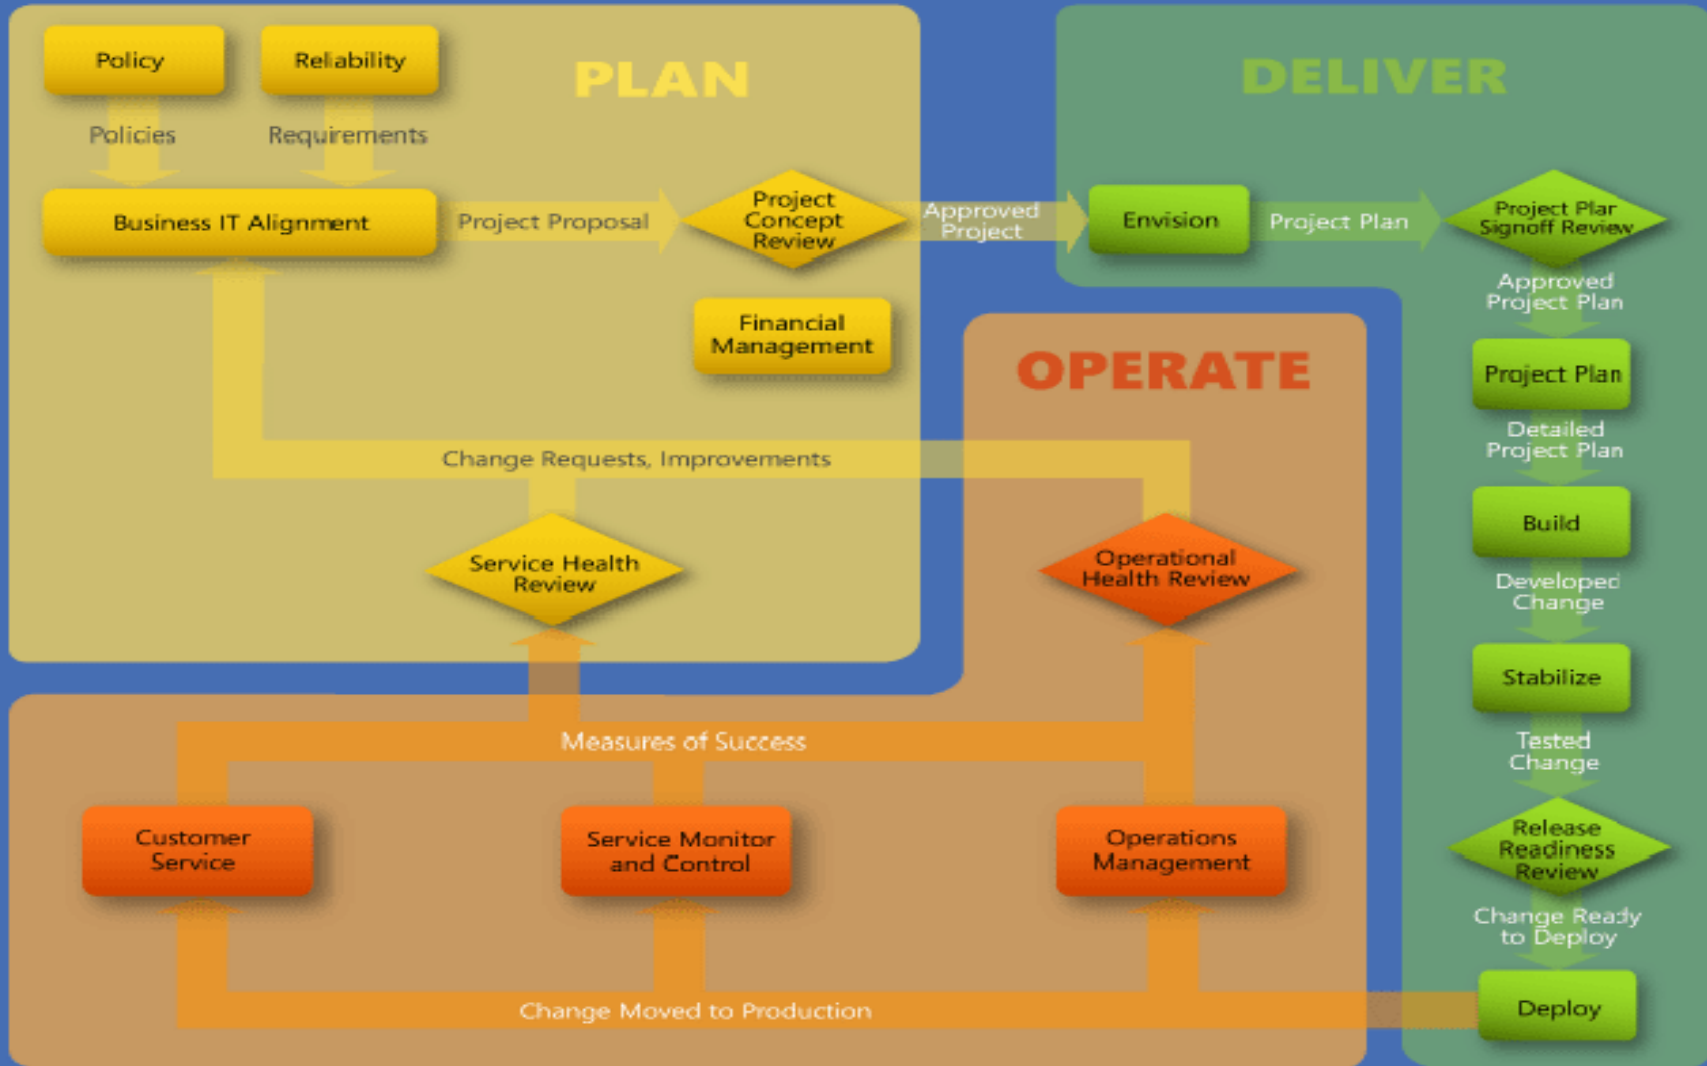 PLAN
Policy
Reliability
Policies
Requirements
Business IT Alignment
Project Proposal
Project
Concept
Review
Approved
Project
Financial
Management
Change Requests, Improvements
Service Health
Review
DELIVER
Envision
Project Plan
Project Plan
Signoff Review
Approved
Project Plan
Project Plan
Detailed
Project Plan
Build
Developed
Change
Stabilize
Tested
Change
Release
Readiness
Review
Change Ready
to Deploy
Deploy
OPERATE
Operational
Health Review
Measures of Success
Customer
Service
Service Monitor
and Control
Operations
Management
Change Moved to Production